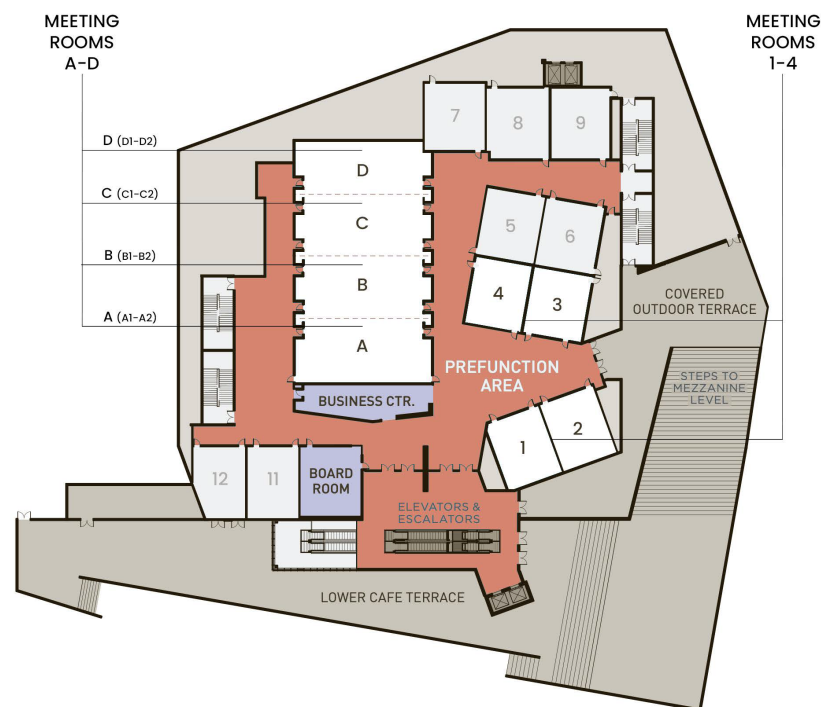 MEETING
ROOMS
A-D
MEETING
ROOMS
1-4
D (D1-D2)
C (C1-C2)
B (B1-B2)
A (A1-A2)
7
8
9
D
C
B
A
5
6
4
3
COVERED
OUTDOOR TERRACE
PREFUNCTION
AREA
STEPS TO
MEZZANINE
LEVEL
BUSINESS CTR.
1
2
12
11
BOARD
ROOM
ELEVATORS &
ESCALATORS
LOWER CAFE TERRACE